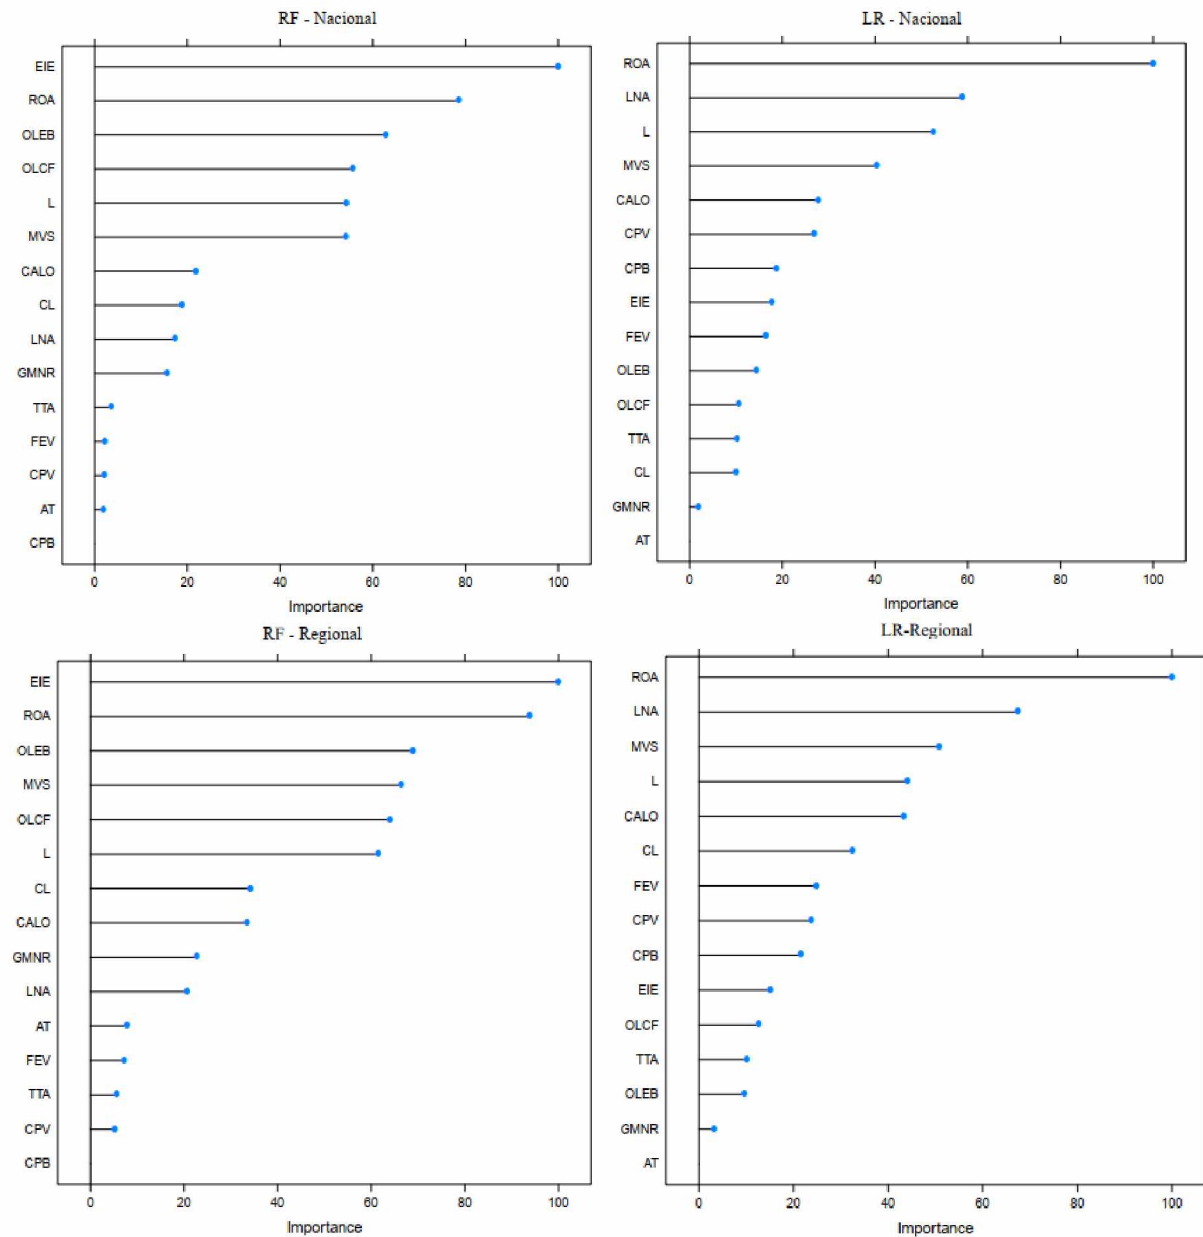 RF - Nacional
EIE
ROA
OLEB
OLCF
L
MVS
CALO
CL
LNA
GMNR
TTA
FEV
CPV
AT
CPB
0 20 40 60 80 100
Importance
LR - Nacional
ROA
LNA
L
MVS
CALO
CPV
CPB
EIE
FEV
OLEB
OLCF
TTA
CL
GMNR
AT
0 20 40 60 80 100
Importance
RF - Regional
EIE
ROA
OLEB
MVS
OLCF
L
CL
CALO
GMNR
LNA
AT
FEV
TTA
CPV
CPB
0 20 40 60 80 100
Importance
LR-Regional
ROA
LNA
MVS
L
CALO
CL
FEV
CPV
CPB
EIE
OLCF
TTA
OLEB
GMNR
AT
0 20 40 60 80 100
Importance